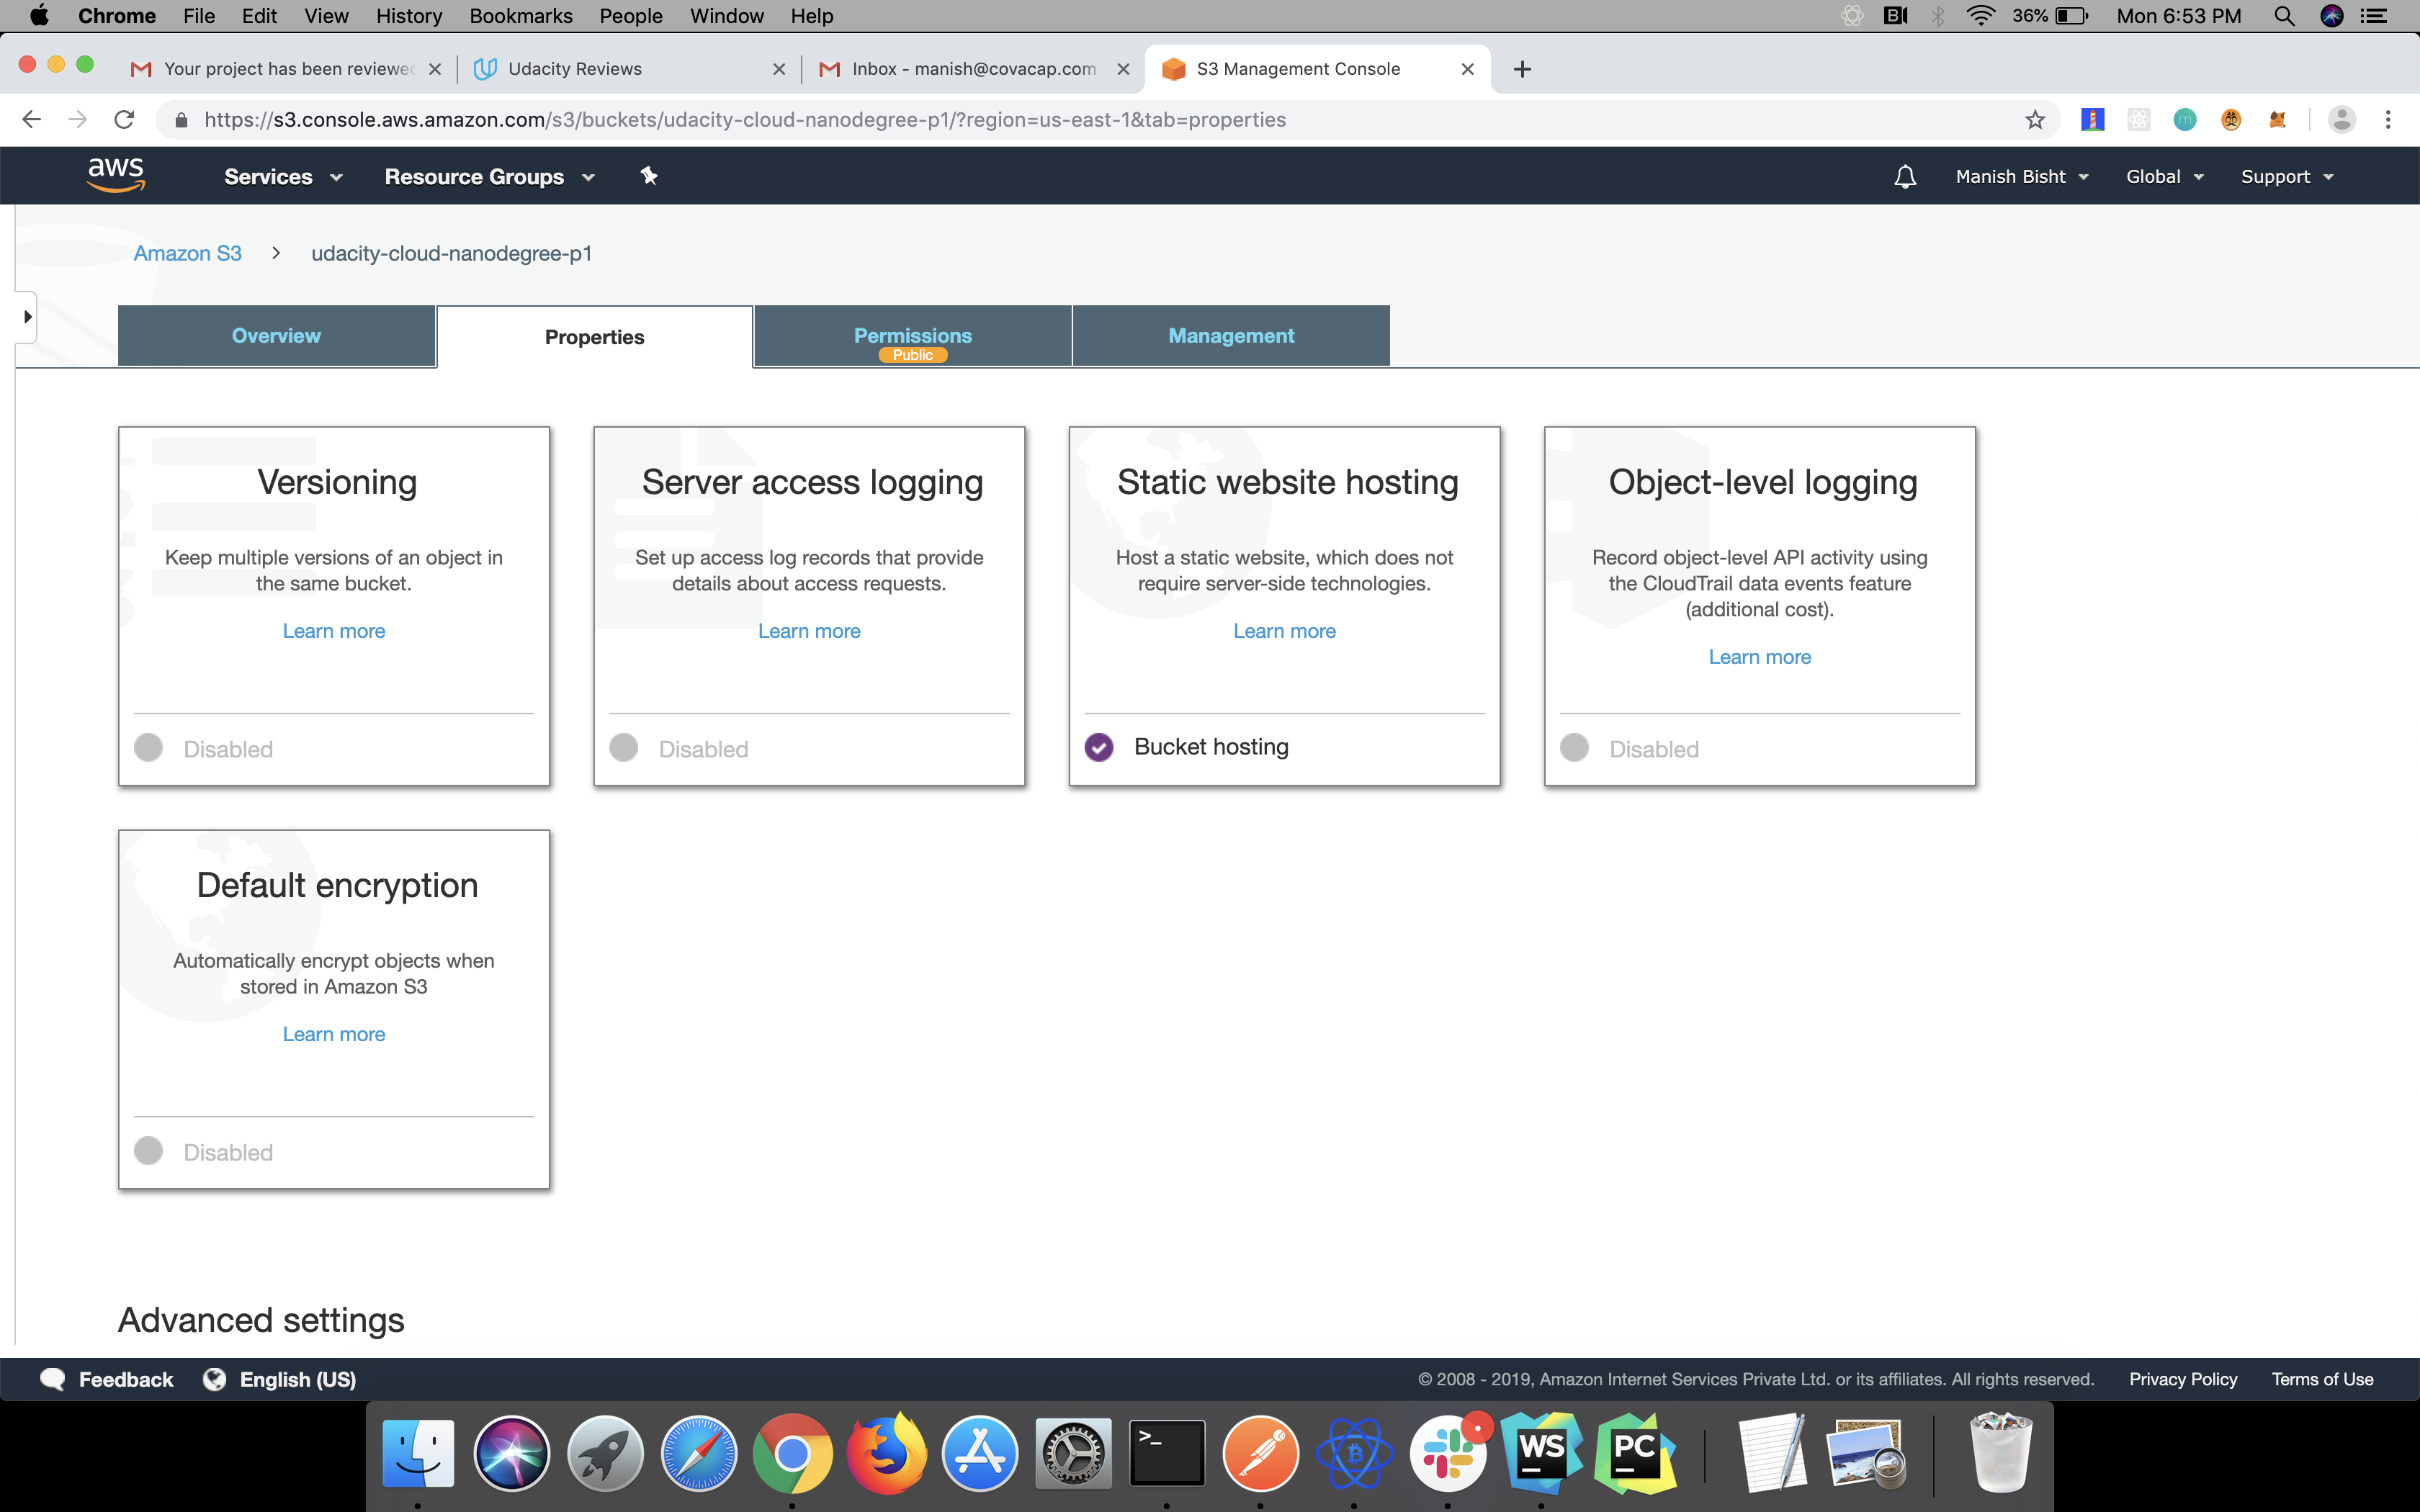 Chrome File Edit View History Bookmarks People Window Help 36% Mon 6:53 PM
Your project has been reviewed Udacity Reviews Inbox - manish@covacap.com S3 Management Console
https://s3.console.aws.amazon.com/s3/buckets/udacity-cloud-nanodegree-p1/?region=us-east-1&tab=properties
aws Services Resource Groups Manish Bisht Global Support
Amazon S3 > udacity-cloud-nanodegree-p1
Overview Properties Permissions Management
Public
Versioning
Keep multiple versions of an object in
the same bucket.
Learn more
Disabled
Server access logging
Set up access log records that provide
details about access requests.
Learn more
Disabled
Static website hosting
Host a static website, which does not
require server-side technologies.
Learn more
Bucket hosting
Object-level logging
Record object-level API activity using
the CloudTrail data events feature
(additional cost).
Learn more
Disabled
Default encryption
Automatically encrypt objects when
stored in Amazon S3
Learn more
Disabled
Advanced settings
Feedback English (US) © 2008 - 2019, Amazon Internet Services Private Ltd. or its affiliates. All rights reserved. Privacy Policy Terms of Use
>_ WS PC